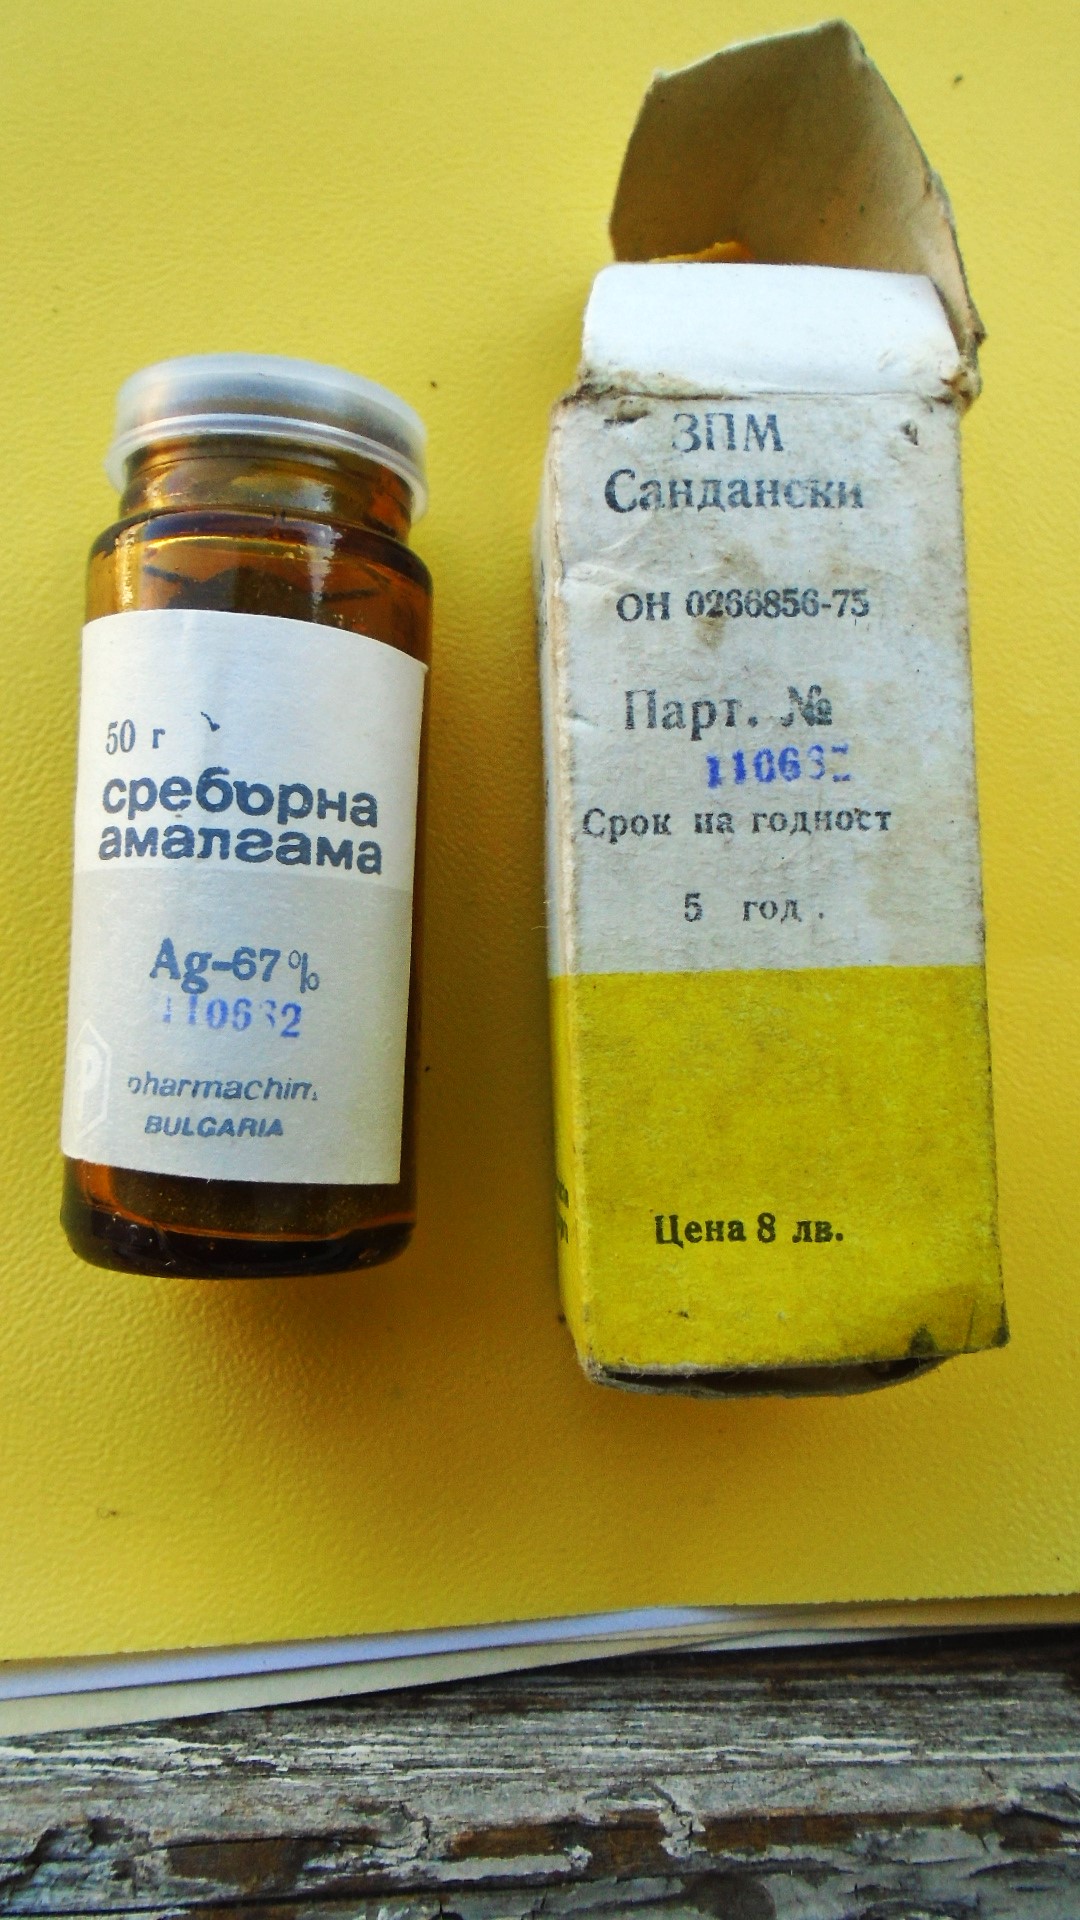 50 г
сребърна
амалгама
Ag-67%
pharmachim
BULGARIA
ЗПМ
Сандански
ОН 0266856-75
Парт. №
Срок на годност
5 год.
Цена 8 лв.